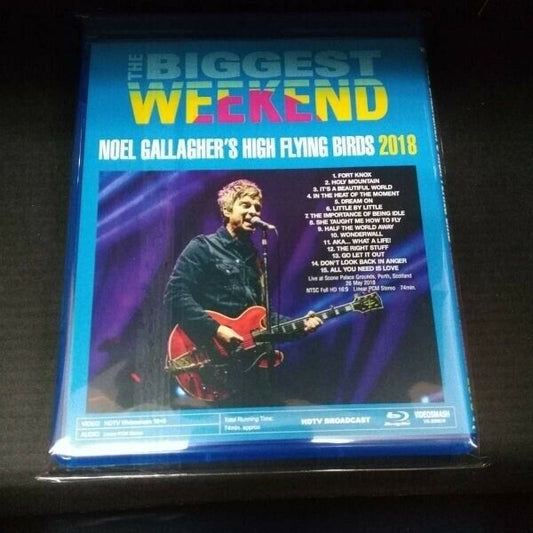 THE BIGGEST
WEEKEND
NOEL GALLAGHER'S HIGH FLYING BIRDS 2018
1. FORT KNOX
2. HOLY MOUNTAIN
3. IT'S A BEAUTIFUL WORLD
4. IN THE HEAT OF THE MOMENT
5. DREAM ON
6. LITTLE BY LITTLE
7. THE IMPORTANCE OF BEING IDLE
8. SHE TAUGHT ME HOW TO FLY
9. HALF THE WORLD AWAY
10. WONDERWALL
11. AKA... WHAT A LIFE!
12. THE RIGHT STUFF
13. GO LET IT OUT
14. DON'T LOOK BACK IN ANGER
15. ALL YOU NEED IS LOVE
Live at Scone Palace Grounds, Perth, Scotland
26 May 2018
NTSC Full HD 16:9 Linear PCM Stereo 74min.
VIDEO: HDTV Widescreen 16:9
AUDIO: Linear PCM Stereo
Total Running Time:
74min. approx
HDTV BROADCAST
Blu-ray Disc
VIDEOSMASH